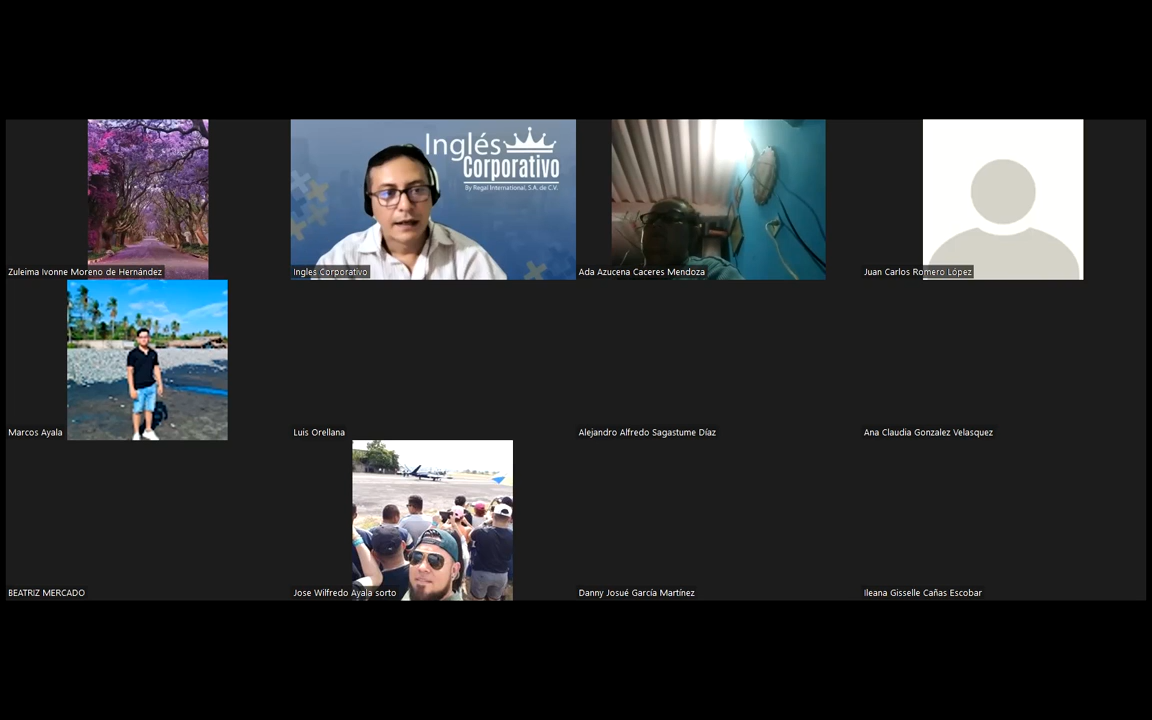 Inglés
Corporativo
By Regal International, S.A. de C.V.
Zuleima Ivonne Moreno de Hernández
Ingles Corporativo
Ada Azucena Caceres Mendoza
Juan Carlos Romero López
Marcos Ayala
Luis Orellana
Alejandro Alfredo Sagastume Díaz
Ana Claudia Gonzalez Velasquez
BEATRIZ MERCADO
Jose Wilfredo Ayala sorto
Danny Josué García Martínez
Ileana Gisselle Cañas Escobar